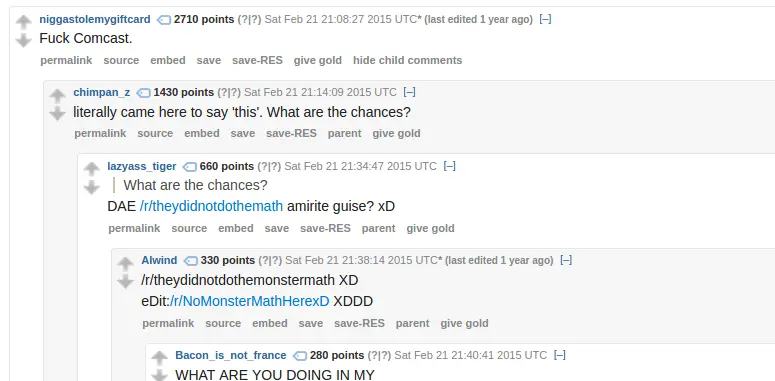 niggastolemygiftcard 2710 points (?|?) Sat Feb 21 21:08:27 2015 UTC* (last edited 1 year ago) [–]
Fuck Comcast.
permalink source embed save save-RES give gold hide child comments
chimpan_z 1430 points (?|?) Sat Feb 21 21:14:09 2015 UTC [–]
literally came here to say 'this'. What are the chances?
permalink source embed save save-RES parent give gold
lazyass_tiger 660 points (?|?) Sat Feb 21 21:34:47 2015 UTC [–]
What are the chances?
DAE /r/theydidnotdothemath amirite guise? xD
permalink source embed save save-RES parent give gold
Alwind 330 points (?|?) Sat Feb 21 21:38:14 2015 UTC* (last edited 1 year ago) [–]
/r/theydidnotdothemonstermath XD
eDit:/r/NoMonsterMathHerexD XDDD
permalink source embed save save-RES parent give gold
Bacon_is_not_france 280 points (?|?) Sat Feb 21 21:40:41 2015 UTC [–]
WHAT ARE YOU DOING IN MY